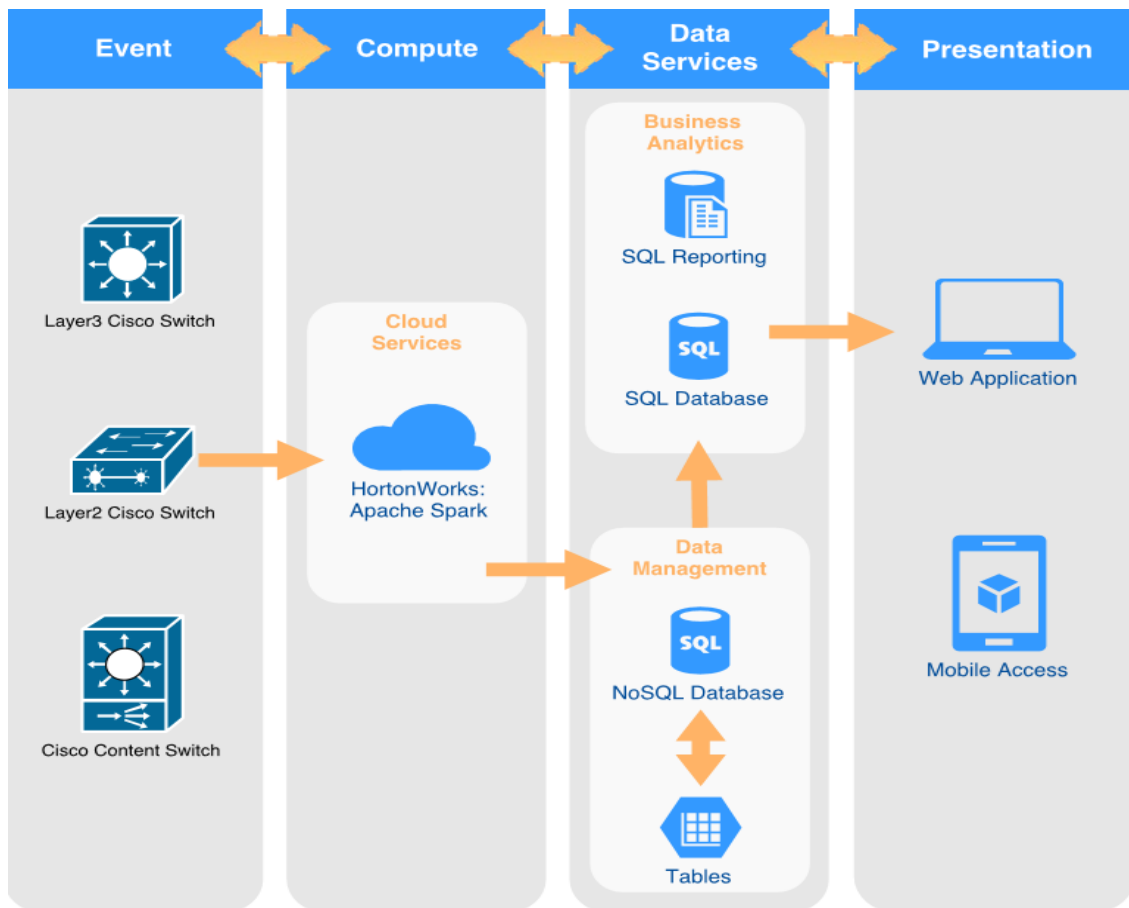 Event
Compute
Data
Services
Presentation
Layer3 Cisco Switch
Layer2 Cisco Switch
Cisco Content Switch
Cloud
Services
HortonWorks:
Apache Spark
Business
Analytics
SQL Reporting
SQL
SQL Database
Data
Management
SQL
NoSQL Database
Tables
Web Application
Mobile Access